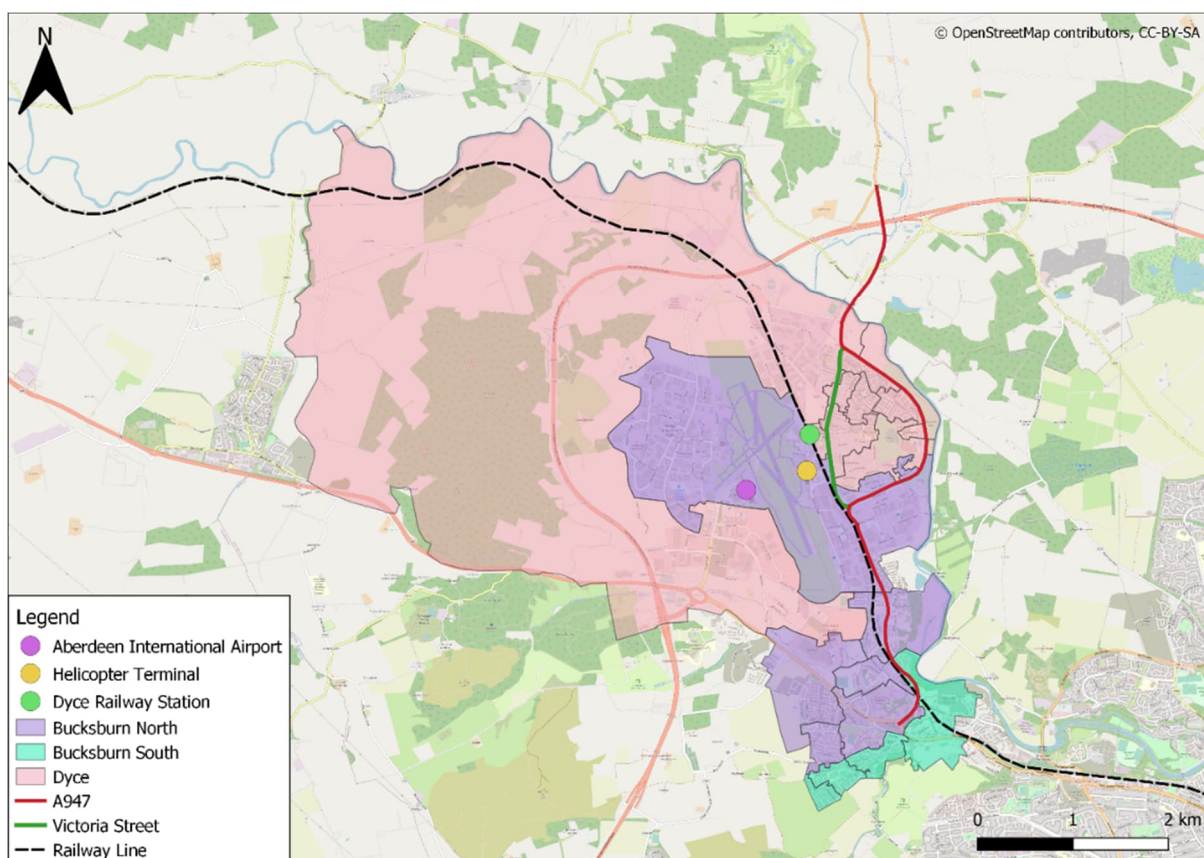 © OpenStreetMap contributors, CC-BY-SA
N
Legend
Aberdeen International Airport
Helicopter Terminal
Dyce Railway Station
Bucksburn North
Bucksburn South
Dyce
A947
Victoria Street
Railway Line
0 1 2 km